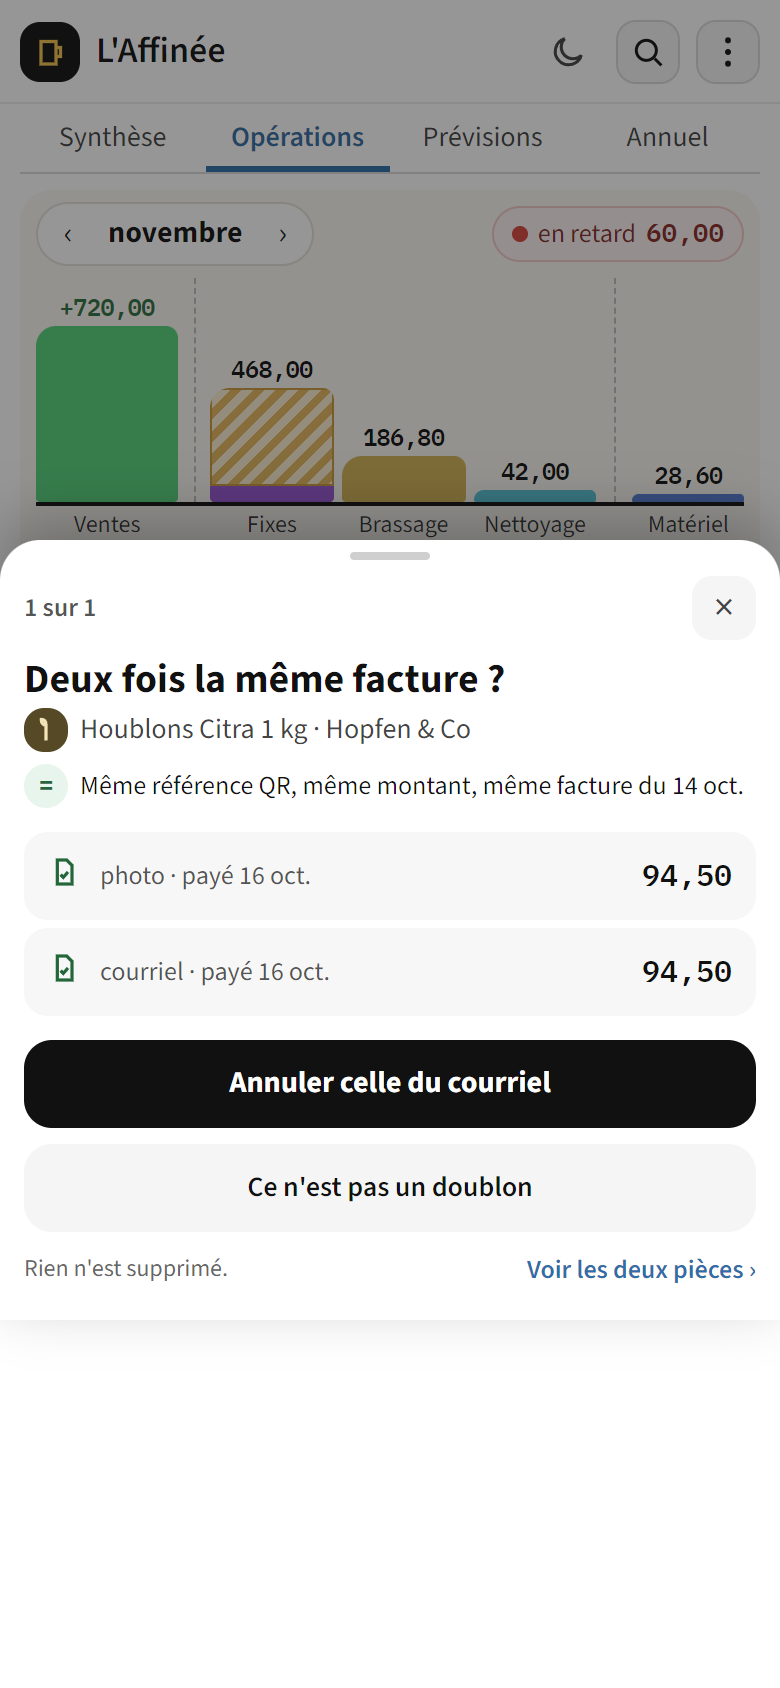 L'Affinée
Synthèse Opérations Prévisions Annuel
‹ novembre › en retard 60,00
+720,00
468,00
186,80
42,00
28,60
Ventes Fixes Brassage Nettoyage Matériel
1 sur 1 ×
Deux fois la même facture ?
Houblons Citra 1 kg · Hopfen & Co
= Même référence QR, même montant, même facture du 14 oct.
photo · payé 16 oct. 94,50
courriel · payé 16 oct. 94,50
Annuler celle du courriel
Ce n'est pas un doublon
Rien n'est supprimé. Voir les deux pièces ›